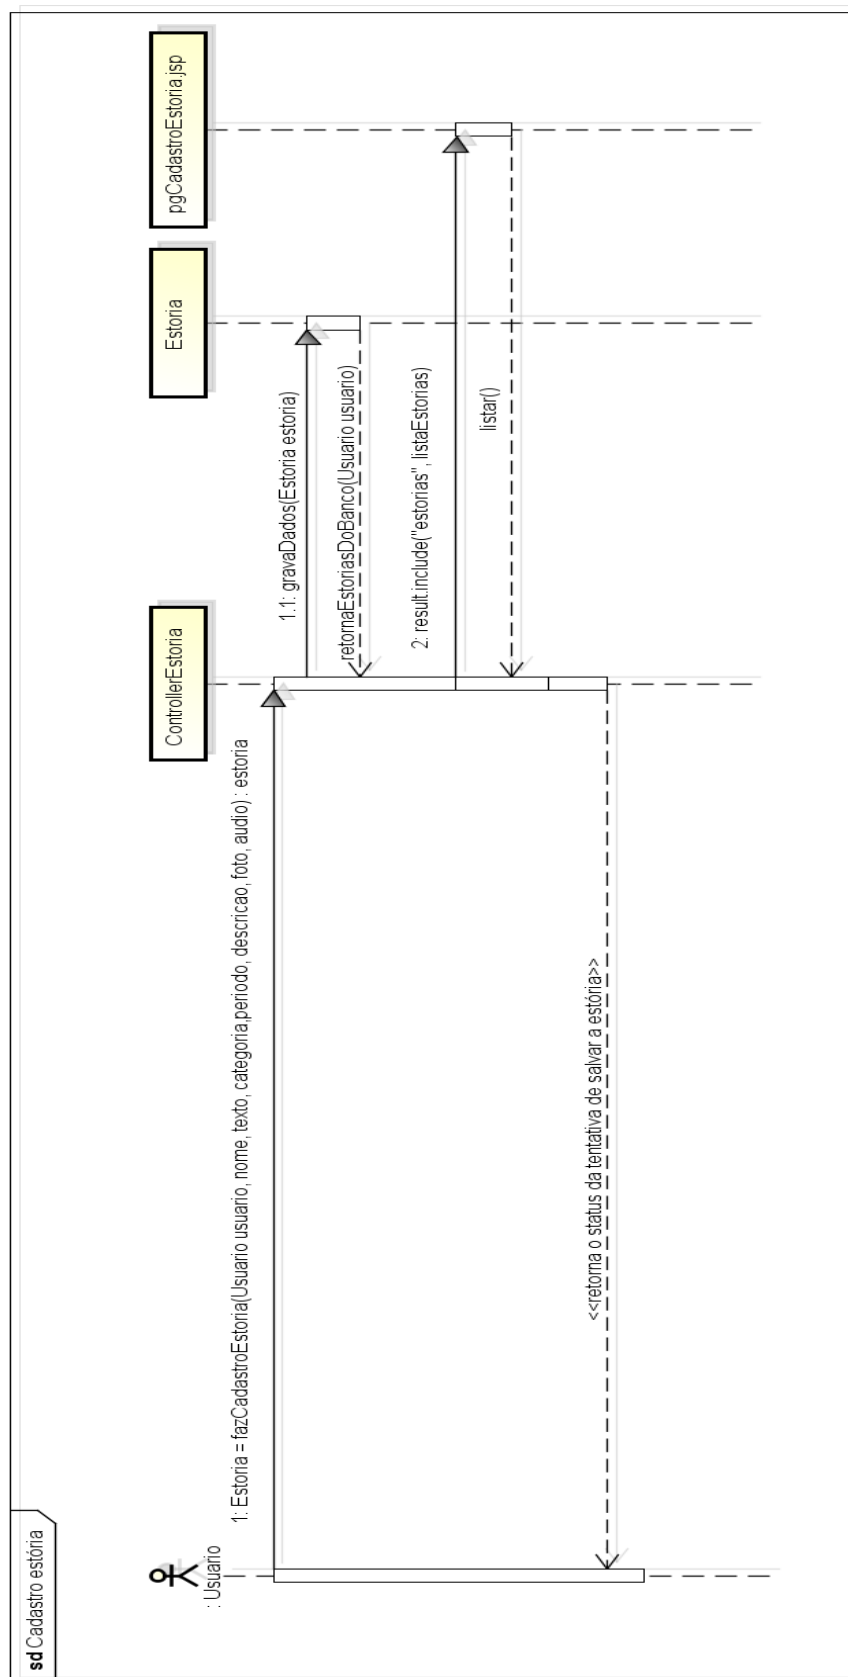 sd Cadastro estória
: Usuario
ControllerEstoria
Estoria
pgCadastroEstoria.jsp
1: Estoria = fazCadastroEstoria(Usuario usuario, nome, texto, categoria,periodo, descricao, foto, audio) : estoria
1.1: gravaDados(Estoria estoria)
retornaEstoriasDoBanco(Usuario usuario)
2: result.include("estorias", listaEstorias)
listar()
<<retorna o status da tentativa de salvar a estória>>